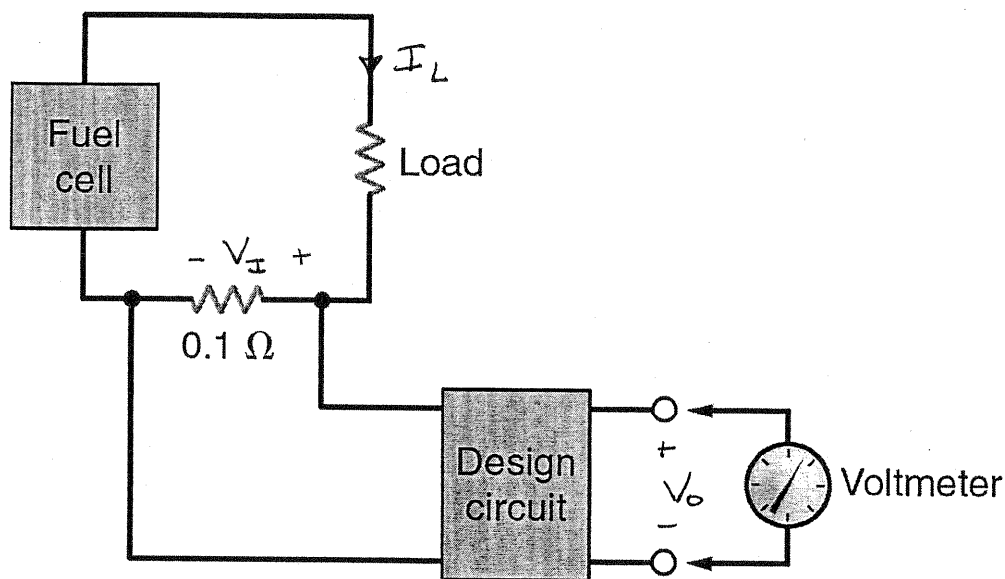 I_L
Fuel
cell
Load
- V_I +
0.1 Ω
Design
circuit
+
V_o
-
Voltmeter